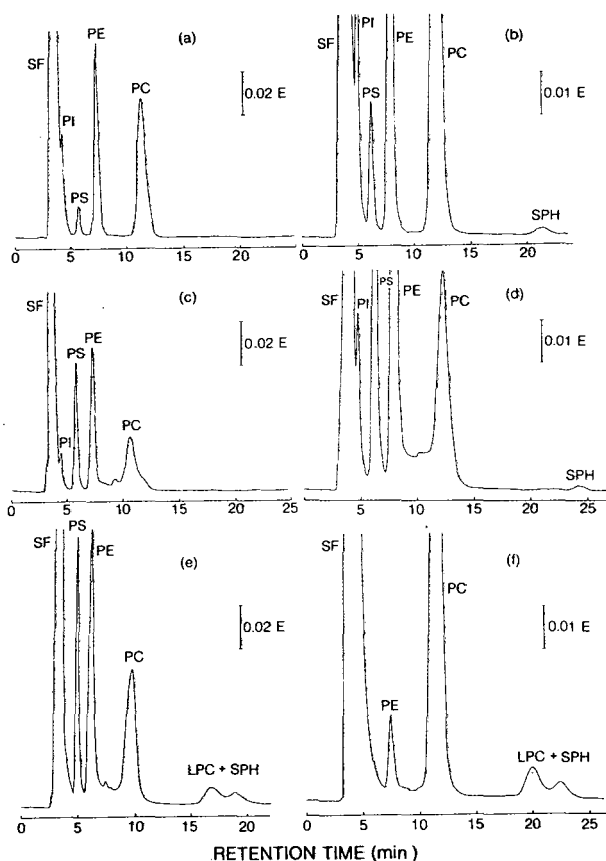 (a)
SF
PI
PS
PE
PC
0.02 E
0 5 10 15 20
(b)
PI
SF
PS
PE
PC
SPH
0.01 E
0 5 10 15 20
(c)
SF
PI
PS
PE
PC
0.02 E
0 5 10 15 20 25
(d)
SF
PI
PS
PE
PC
SPH
0.01 E
0 5 10 15 20 25
(e)
SF
PS
PE
PC
LPC + SPH
0.02 E
0 5 10 15 20
(f)
SF
PE
PC
LPC + SPH
0.01 E
0 5 10 15 20 25
RETENTION TIME (min)